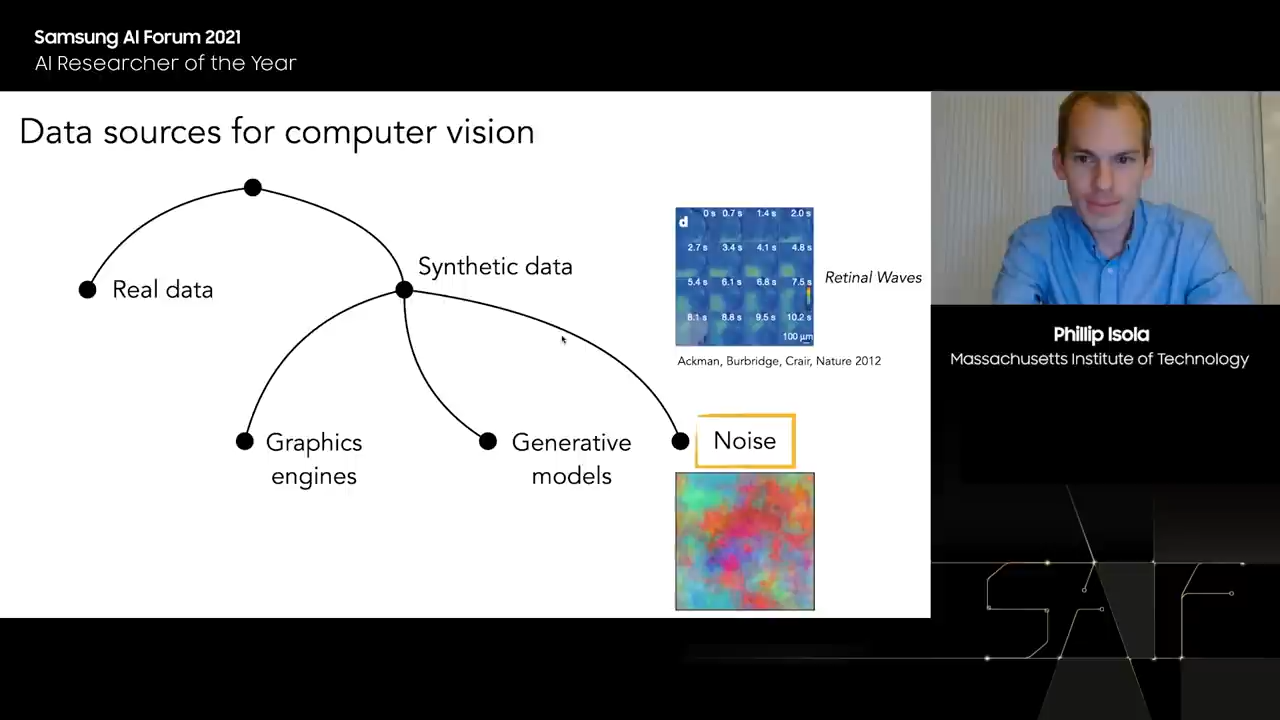 Samsung AI Forum 2021
AI Researcher of the Year
Data sources for computer vision
Real data
Synthetic data
Graphics
engines
Generative
models
Noise
d
0 s 0.7 s 1.4 s 2.0 s
2.7 s 3.4 s 4.1 s 4.8 s
5.4 s 6.1 s 6.8 s 7.5 s
8.1 s 8.8 s 9.5 s 10.2 s
100 µm
Retinal Waves
Ackman, Burbridge, Crair, Nature 2012
Phillip Isola
Massachusetts Institute of Technology
SAIF